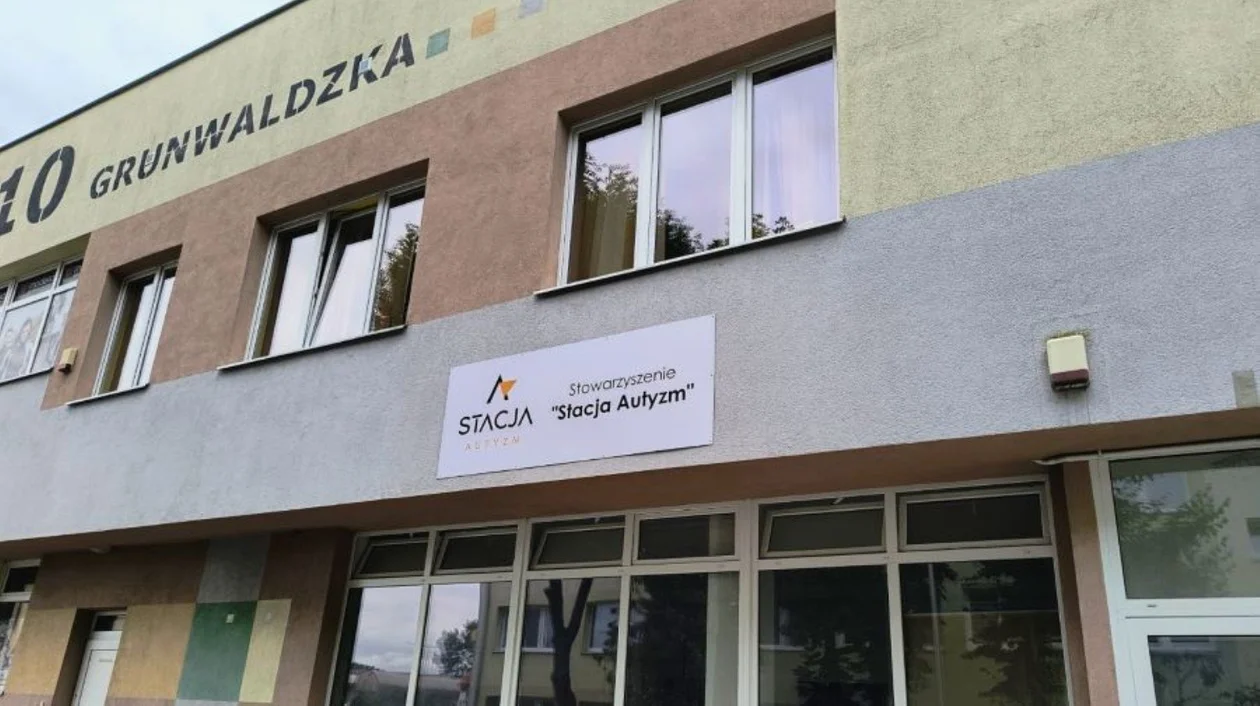 10 GRUNWALDZKA
STACJA
AUTYZM
Stowarzyszenie
"Stacja Autyzm"